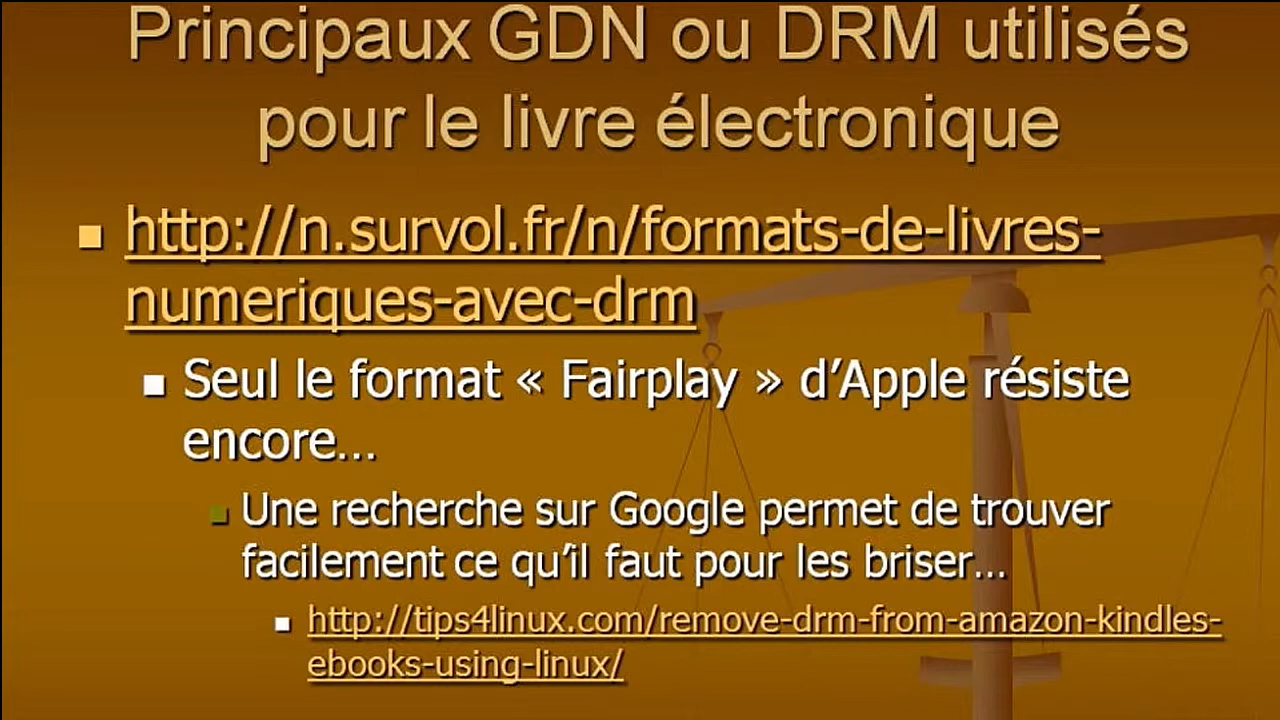 Principaux GDN ou DRM utilisés
pour le livre électronique
http://n.survol.fr/n/formats-de-livres-
numeriques-avec-drm
Seul le format « Fairplay » d’Apple résiste
encore…
Une recherche sur Google permet de trouver
facilement ce qu’il faut pour les briser…
http://tips4linux.com/remove-drm-from-amazon-kindles-
ebooks-using-linux/